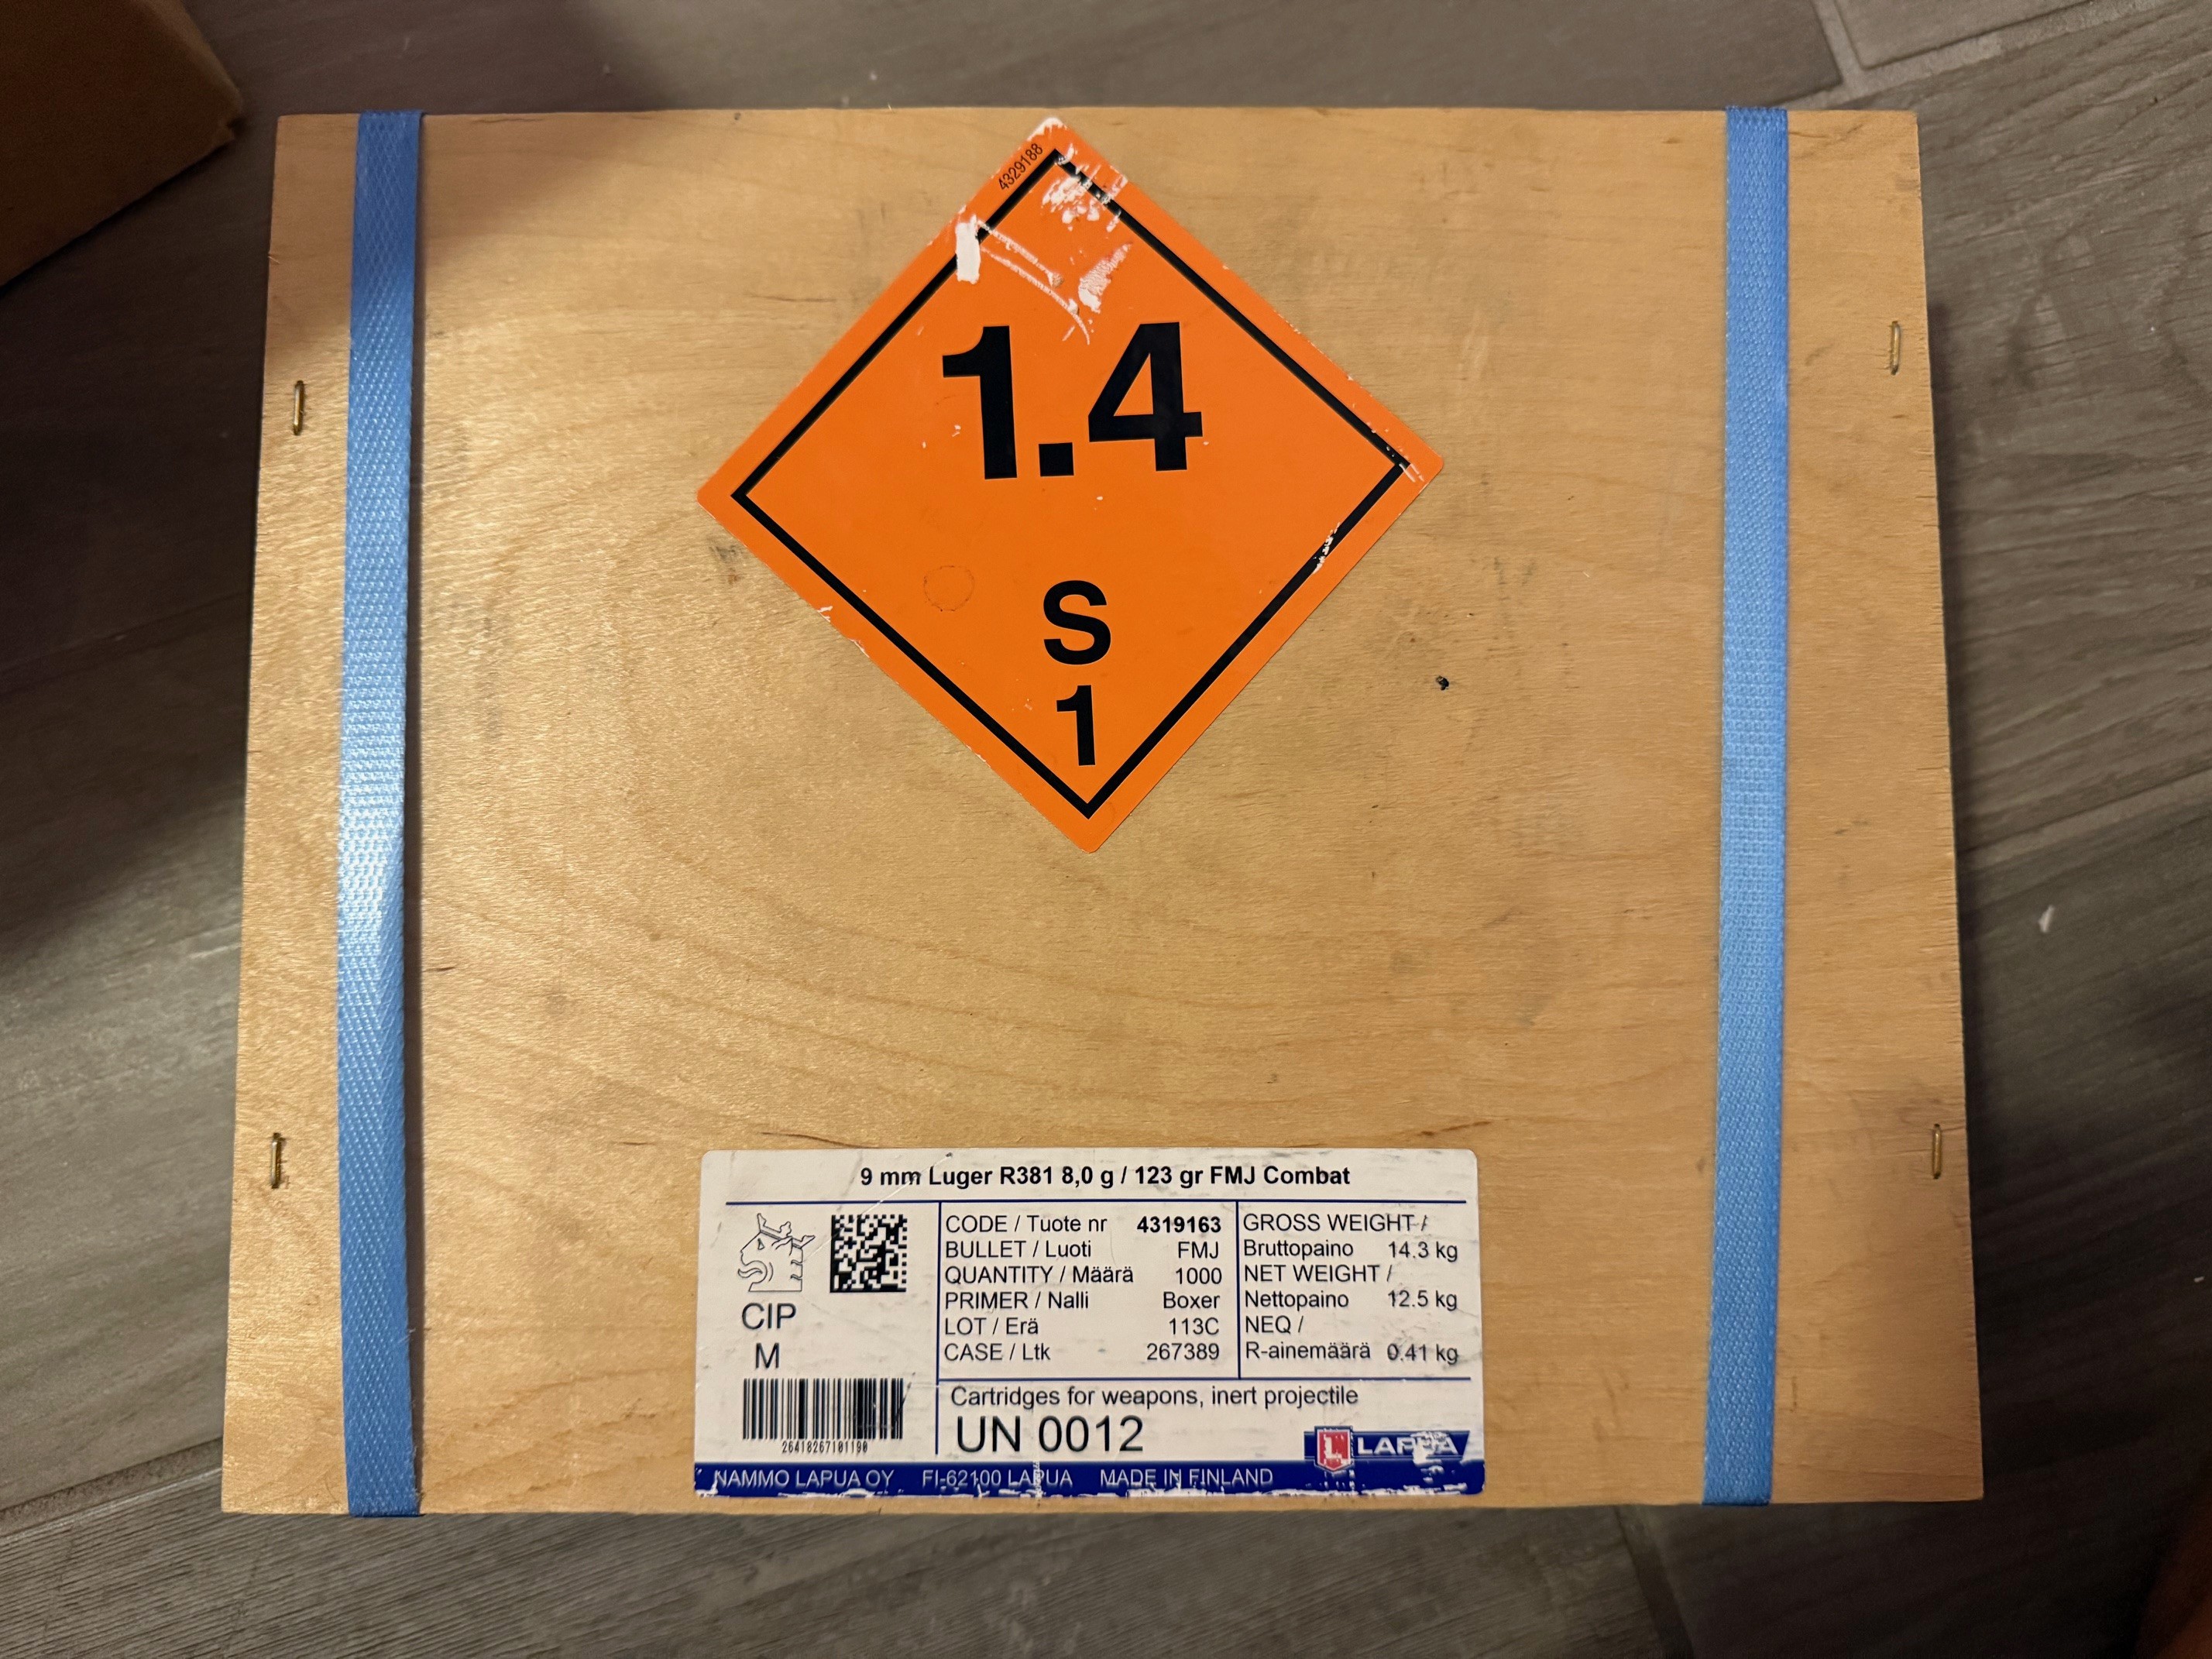 4329188
1.4
S
1
9 mm Luger R381 8,0 g / 123 gr FMJ Combat
CIP
M
26418267101190
CODE / Tuote nr 4319163
BULLET / Luoti FMJ
QUANTITY / Määrä 1000
PRIMER / Nalli Boxer
LOT / Erä 113C
CASE / Ltk 267389
GROSS WEIGHT /
Bruttopaino 14.3 kg
NET WEIGHT /
Nettopaino 12.5 kg
NEQ /
R-ainemäärä 0.41 kg
Cartridges for weapons, inert projectile
UN 0012
L LAPUA
NAMMO LAPUA OY FI-62100 LAPUA MADE IN FINLAND